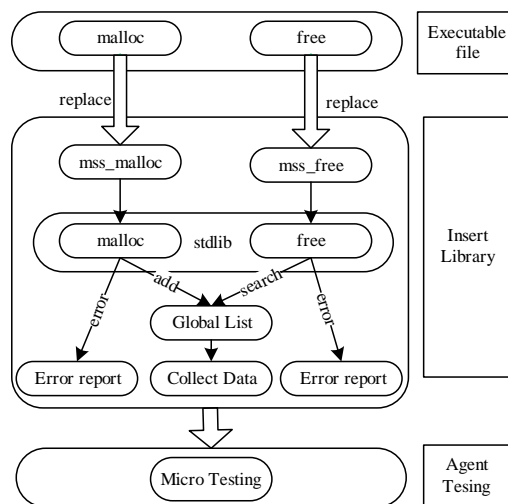 malloc
free
Executable
file
replace
replace
mss_malloc
mss_free
malloc
stdlib
free
Insert
Library
add
search
error
error
Global List
Error report
Collect Data
Error report
Micro Testing
Agent
Tesing